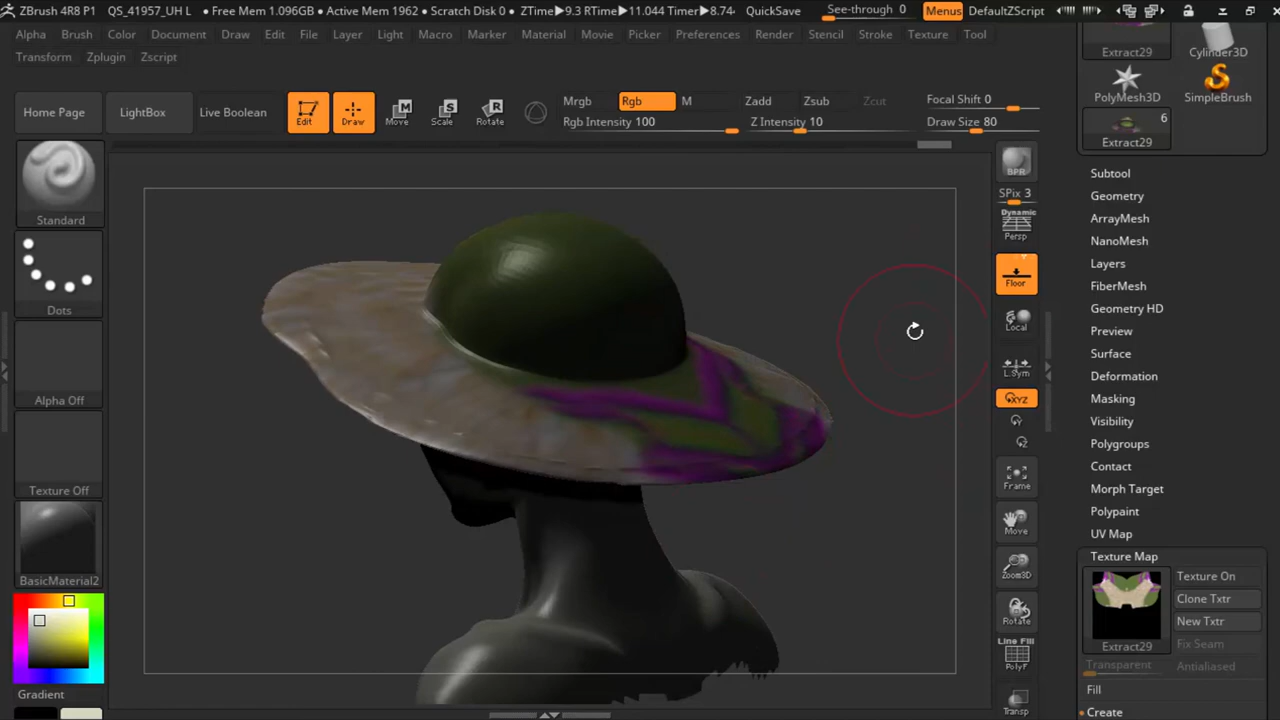 ZBrush 4R8 P1 QS_41957_UH L • Free Mem 1.096GB • Active Mem 1962 • Scratch Disk 0 • ZTime▶9.3 RTime▶11.044 Timer▶8.74 QuickSave See-through 0 Menus DefaultZScript
Alpha Brush Color Document Draw Edit File Layer Light Macro Marker Material Movie Picker Preferences Render Stencil Stroke Texture Tool
Transform Zplugin Zscript
Home Page LightBox Live Boolean Edit Draw Move Scale Rotate
Mrgb Rgb M Zadd Zsub Zcut Focal Shift 0
Rgb Intensity 100 Z Intensity 10 Draw Size 80
Standard
Dots
Alpha Off
Texture Off
BasicMaterial2
Gradient
BPR
SPix 3
Dynamic
Persp
Floor
Local
L.Sym
XYZ
Frame
Move
Zoom3D
Rotate
Line Fill
PolyF
Transp
Extract29 Cylinder3D
PolyMesh3D SimpleBrush
6
Extract29
Subtool
Geometry
ArrayMesh
NanoMesh
Layers
FiberMesh
Geometry HD
Preview
Surface
Deformation
Masking
Visibility
Polygroups
Contact
Morph Target
Polypaint
UV Map
Texture Map
Texture On
Clone Txtr
New Txtr
Extract29 Fix Seam
Transparent Antialiased
Fill
Create